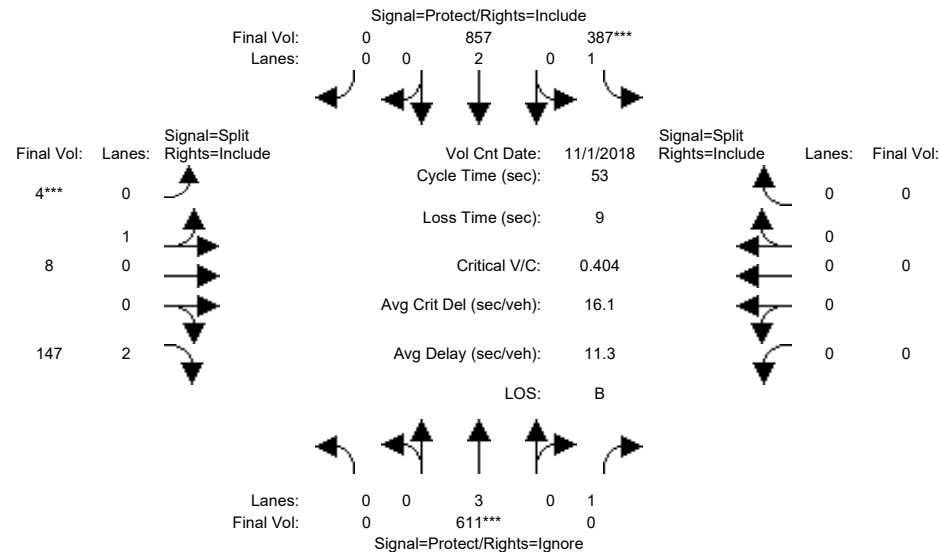 Signal=Protect/Rights=Include
Final Vol: 0 857 387***
Lanes: 0 0 2 0 1
Signal=Split Signal=Split
Final Vol: Lanes: Rights=Include Vol Cnt Date: 11/1/2018 Rights=Include Lanes: Final Vol:
4*** 0 Cycle Time (sec): 53 0 0
Loss Time (sec): 9
1 0
8 0 Critical V/C: 0.404 0 0
0 Avg Crit Del (sec/veh): 16.1 0
147 2 Avg Delay (sec/veh): 11.3 0 0
LOS: B
Lanes: 0 0 3 0 1
Final Vol: 0 611*** 0
Signal=Protect/Rights=Ignore